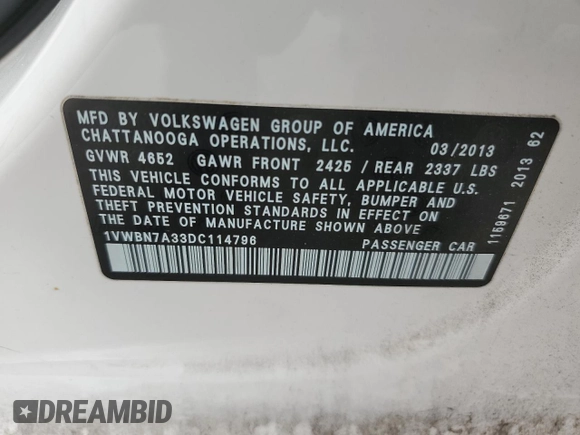 MFD BY VOLKSWAGEN GROUP OF AMERICA
CHATTANOOGA OPERATIONS, LLC. 03/2013
GVWR 4652 GAWR FRONT 2425 / REAR 2337 LBS
THIS VEHICLE CONFORMS TO ALL APPLICABLE U.S.
FEDERAL MOTOR VEHICLE SAFETY, BUMPER AND
THEFT PREVENTION STANDARDS IN EFFECT ON
THE DATE OF MANUFACTURE SHOWN ABOVE
1VWBN7A33DC114796 PASSENGER CAR
1159671 2013 62
DREAMBID